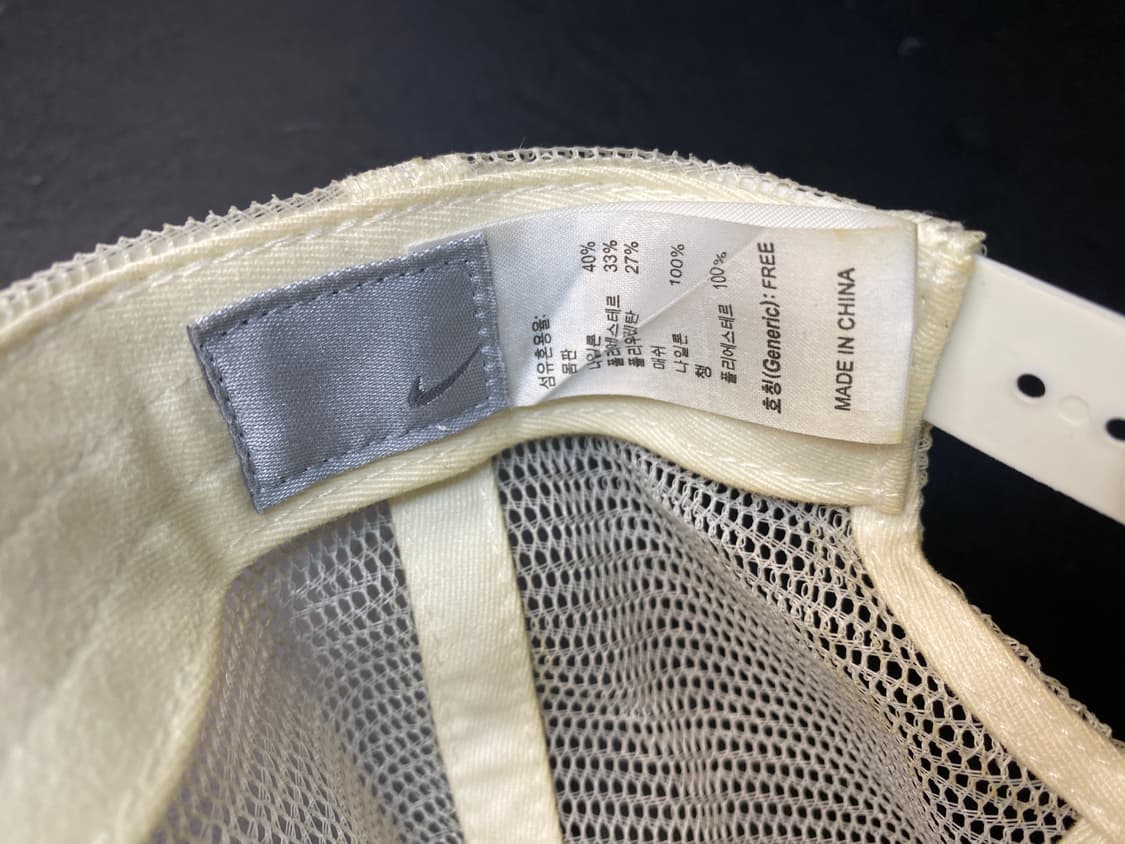 섬유혼용율:
몸판
나일론 40%
폴리에스테르 33%
폴리우레탄 27%
매쉬
나일론 100%
챙
폴리에스테르 100%
호칭(Generic): FREE
MADE IN CHINA